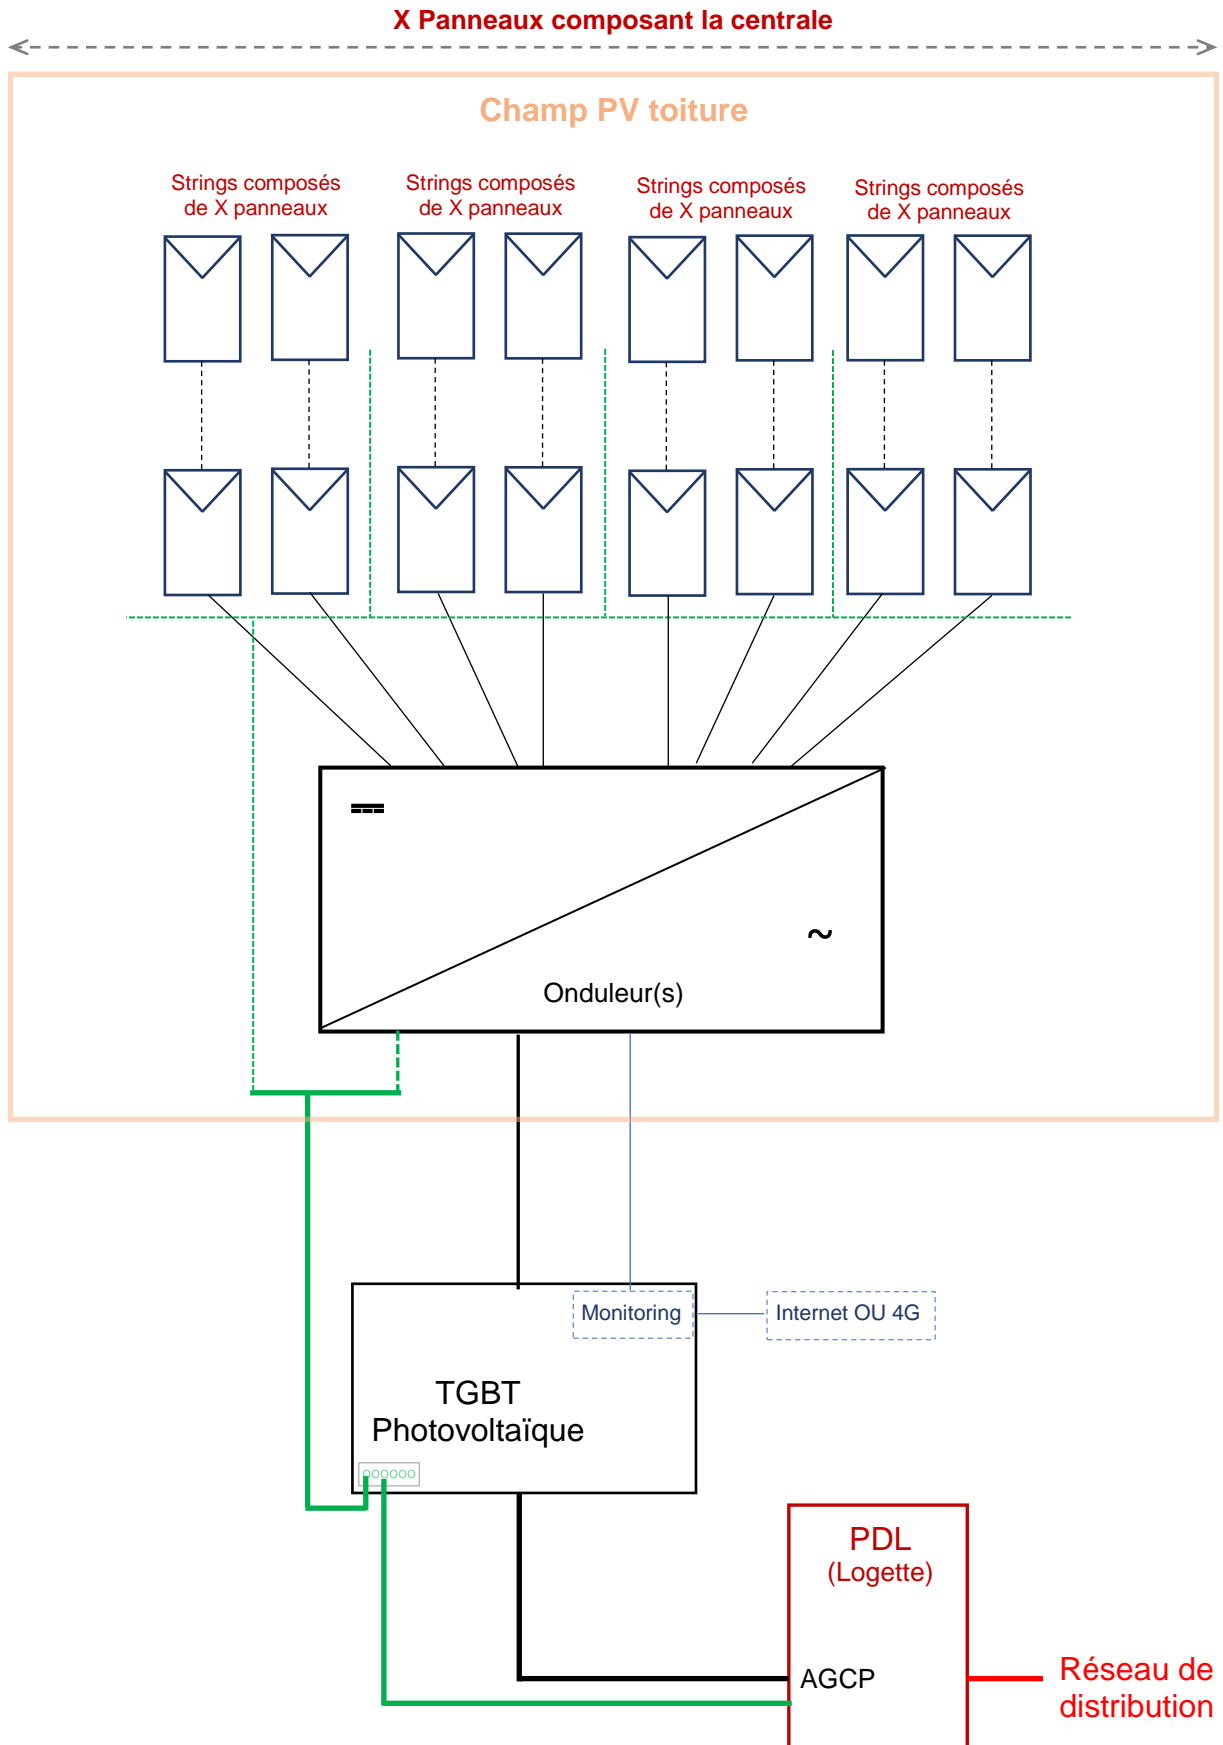 X Panneaux composant la centrale
Champ PV toiture
Strings composés
de X panneaux
Strings composés
de X panneaux
Strings composés
de X panneaux
Strings composés
de X panneaux
~
Onduleur(s)
Monitoring
Internet OU 4G
TGBT
Photovoltaïque
PDL
(Logette)
AGCP
Réseau de
distribution